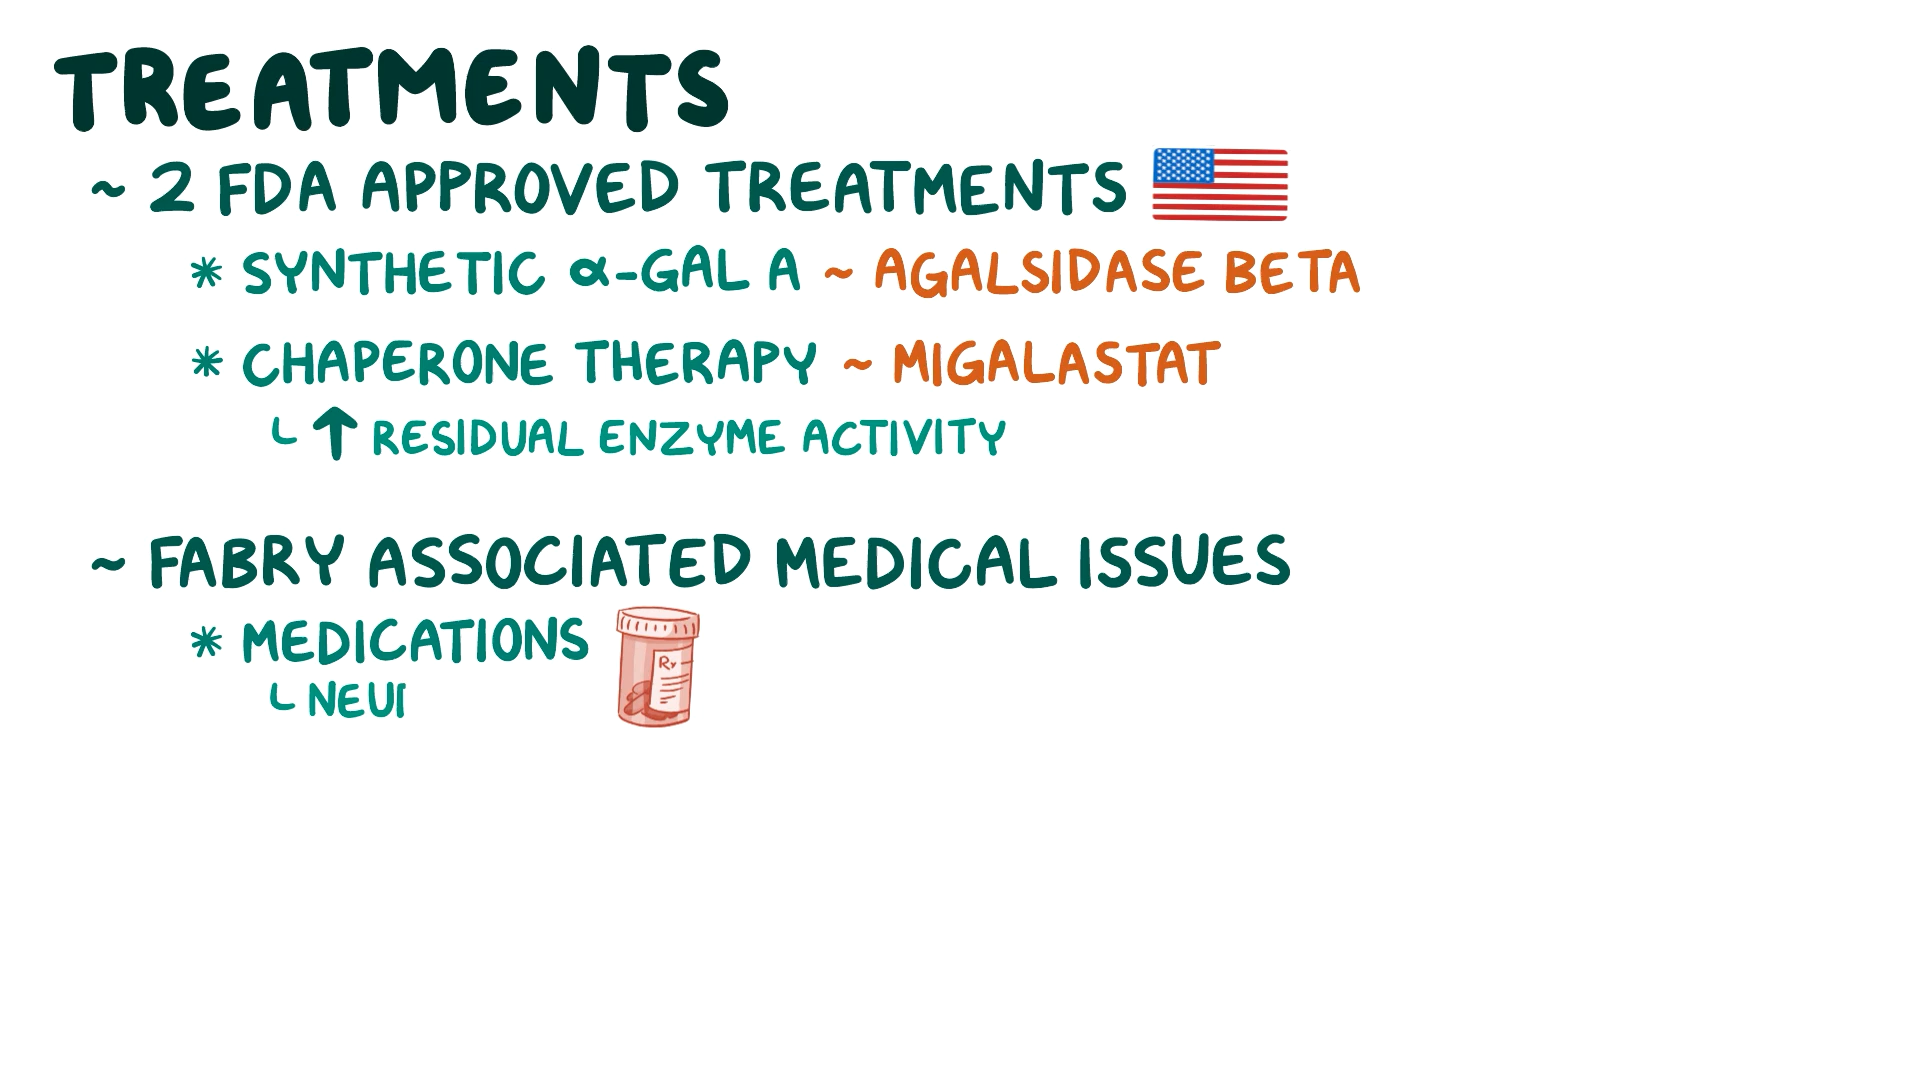 TREATMENTS
~ 2 FDA APPROVED TREATMENTS
* SYNTHETIC α-GAL A ~ AGALSIDASE BETA
* CHAPERONE THERAPY ~ MIGALASTAT
↑ RESIDUAL ENZYME ACTIVITY
~ FABRY ASSOCIATED MEDICAL ISSUES
* MEDICATIONS
Rx